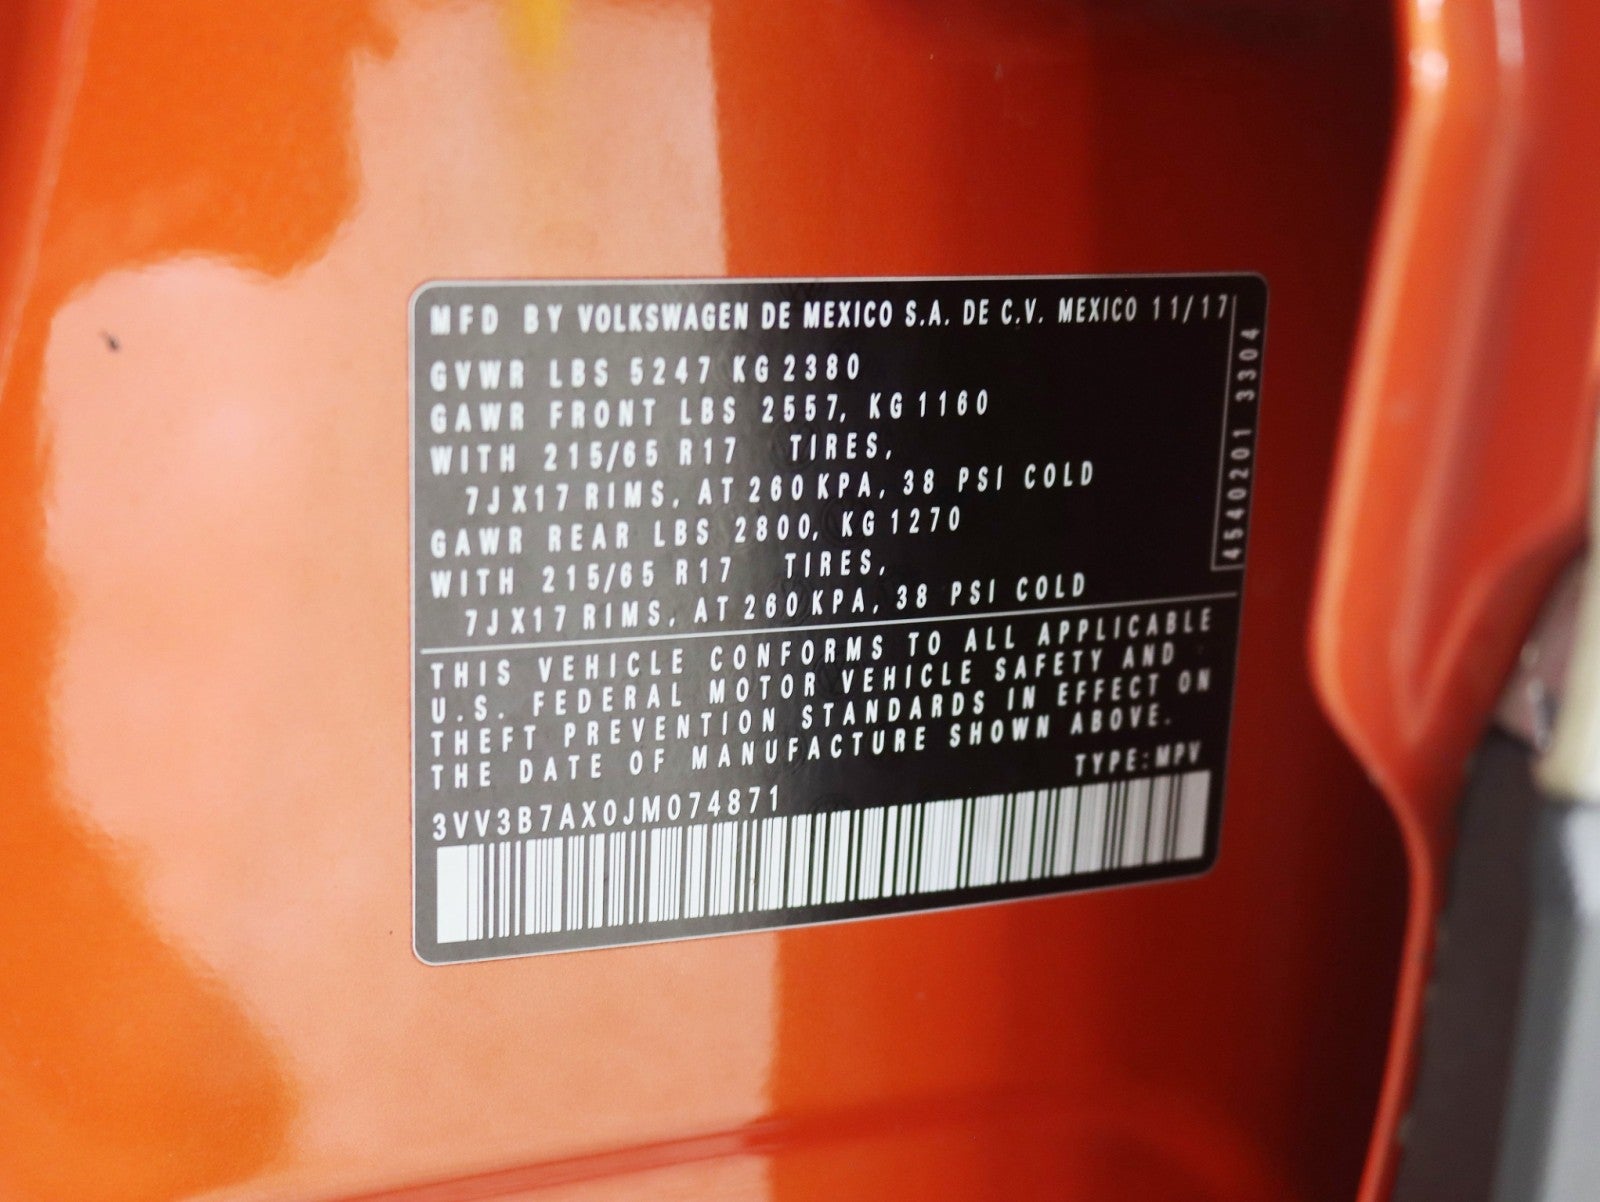 MFD BY VOLKSWAGEN DE MEXICO S.A. DE C.V. MEXICO 11/17
GVWR LBS 5247 KG 2380
GAWR FRONT LBS 2557, KG 1160
WITH 215/65 R17 TIRES,
7JX17 RIMS, AT 260 KPA, 38 PSI COLD
GAWR REAR LBS 2800, KG 1270
WITH 215/65 R17 TIRES,
7JX17 RIMS, AT 260 KPA, 38 PSI COLD
4540201 3304
THIS VEHICLE CONFORMS TO ALL APPLICABLE
U.S. FEDERAL MOTOR VEHICLE SAFETY AND
THEFT PREVENTION STANDARDS IN EFFECT ON
THE DATE OF MANUFACTURE SHOWN ABOVE.
TYPE:MPV
3VV3B7AX0JM074871